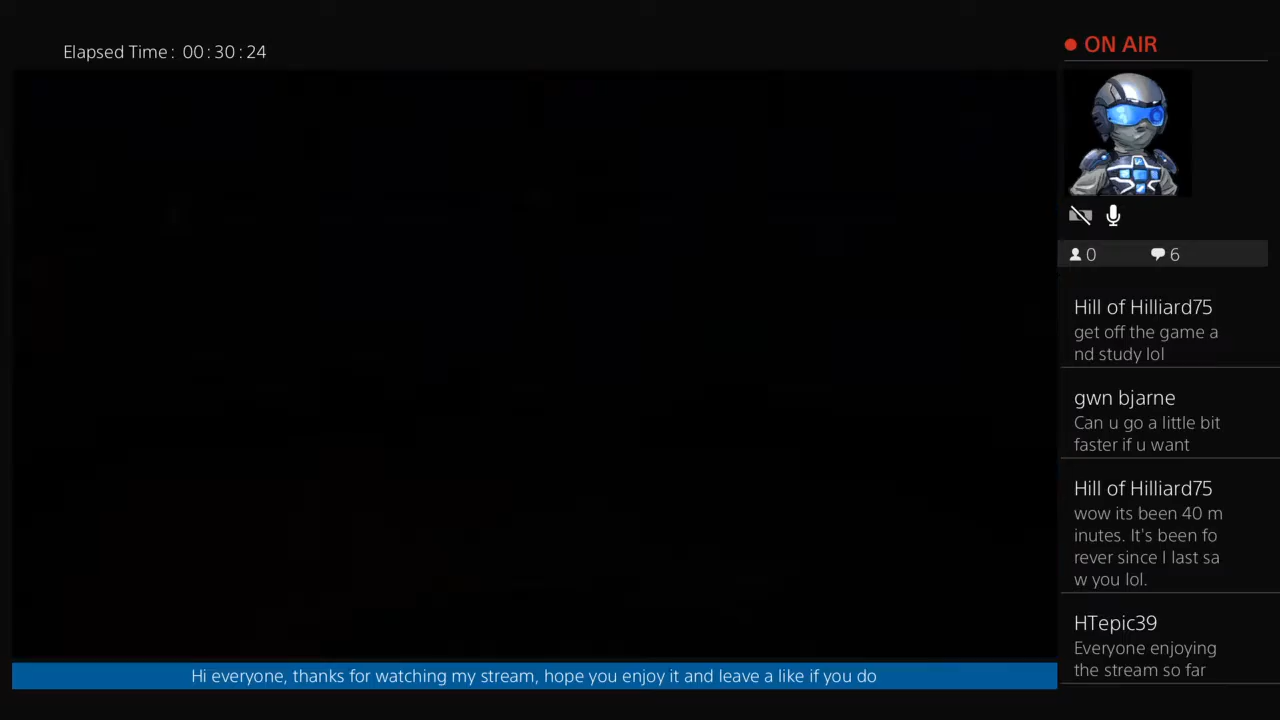 Elapsed Time: 00:30:24
ON AIR
0 6
Hill of Hilliard75
get off the game a
nd study lol
gwn bjarne
Can u go a little bit
faster if u want
Hill of Hilliard75
wow its been 40 m
inutes. It's been fo
rever since I last sa
w you lol.
HTepic39
Everyone enjoying
the stream so far
Hi everyone, thanks for watching my stream, hope you enjoy it and leave a like if you do